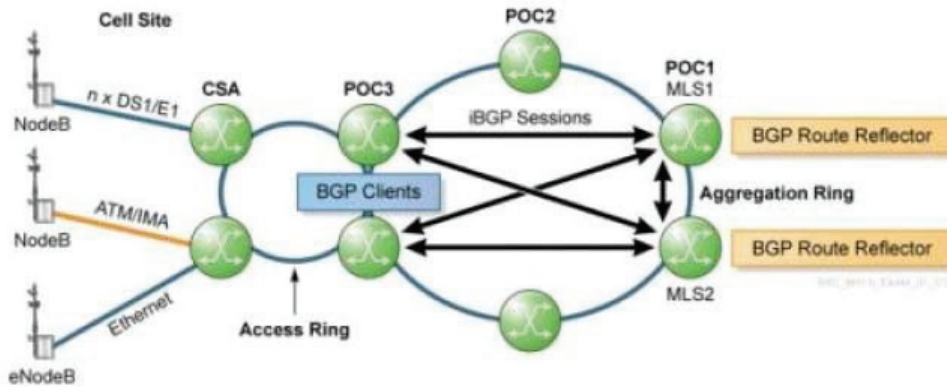 Cell Site
POC2
POC1
MLS1
n x DS1/E1
CSA
POC3
iBGP Sessions
BGP Route Reflector
NodeB
BGP Clients
Aggregation Ring
ATM/IMA
NodeB
BGP Route Reflector
MLS2
Ethernet
Access Ring
eNodeB